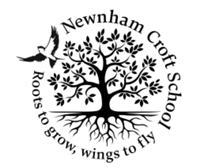 Newnham Croft School
Roots to grow, wings to fly